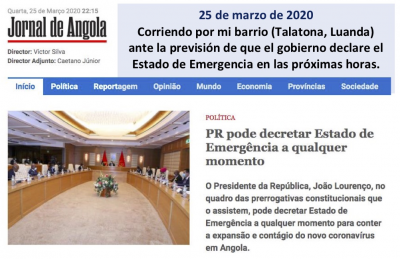 Quarta, 25 de Março 2020 22:15
Jornal de Angola
Director: Victor Silva
Director Adjunto: Caetano Júnior
25 de marzo de 2020
Corriendo por mi barrio (Talatona, Luanda)
ante la previsión de que el gobierno declare el
Estado de Emergencia en las próximas horas.
Início Política Reportagem Opinião Mundo Economia Províncias Sociedade
POLÍTICA
PR pode decretar Estado de
Emergência a qualquer
momento
O Presidente da República, João Lourenço, no
quadro das prerrogativas constitucionais que
o assistem, pode decretar Estado de
Emergência a qualquer momento para conter
a expansão e contágio do novo coronavírus
em Angola.